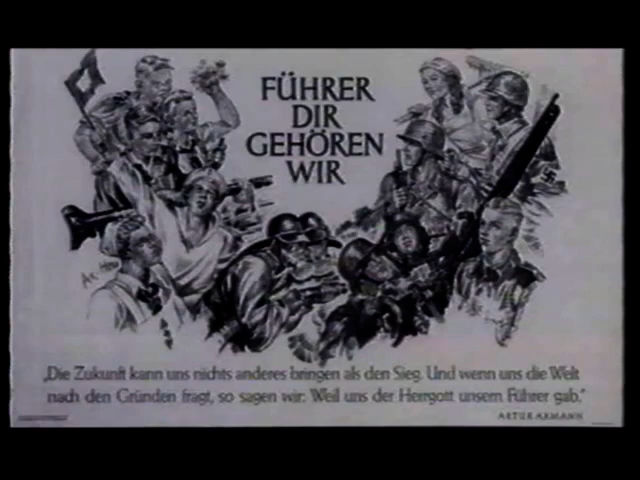 FÜHRER
DIR
GEHÖREN
WIR
„Die Zukunft kann uns nichts anderes bringen als den Sieg. Und wenn uns die Welt
nach den Gründen fragt, so sagen wir: Weil uns der Herrgott unsern Führer gab.“
ARTUR AXMANN